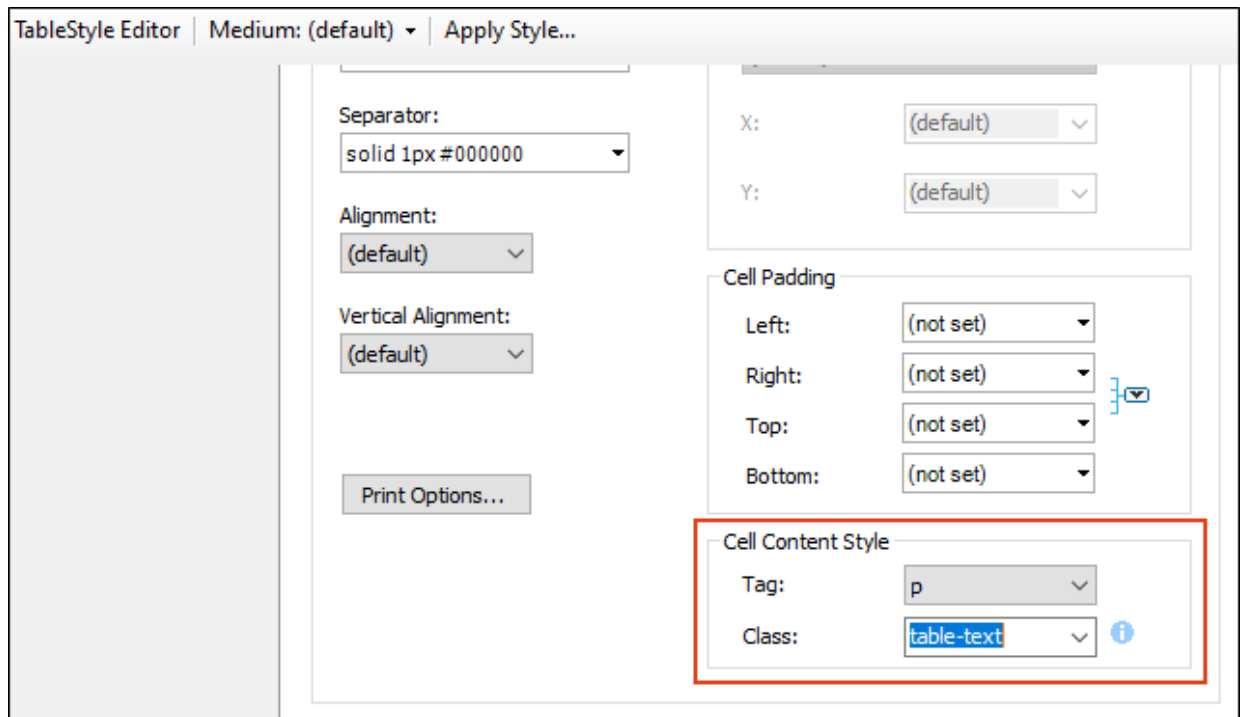 TableStyle Editor Medium: (default) Apply Style...
Separator:
solid 1px #000000
Alignment:
(default)
Vertical Alignment:
(default)
Print Options...
X: (default)
Y: (default)
Cell Padding
Left: (not set)
Right: (not set)
Top: (not set)
Bottom: (not set)
Cell Content Style
Tag: p
Class: table-text